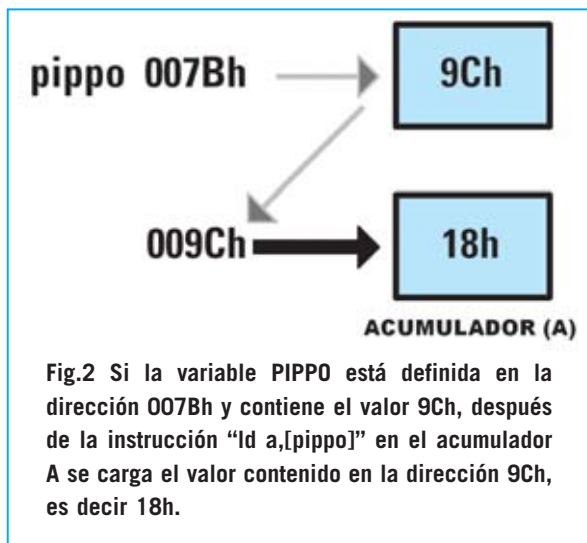 pippo 007Bh 9Ch
009Ch 18h
ACUMULADOR (A)
Fig.2 Si la variable PIPPO está definida en la
dirección 007Bh y contiene el valor 9Ch, después
de la instrucción “ld a,[pippo]” en el acumulador
A se carga el valor contenido en la dirección 9Ch,
es decir 18h.